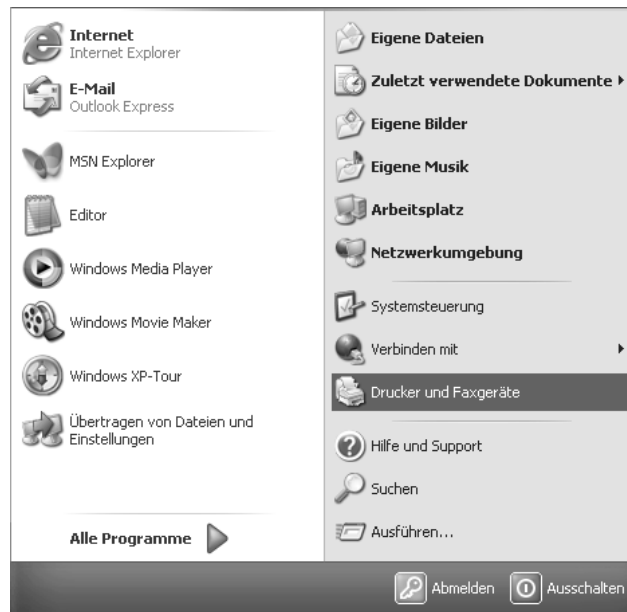 Internet
Internet Explorer
E-Mail
Outlook Express
MSN Explorer
Editor
Windows Media Player
Windows Movie Maker
Windows XP-Tour
Übertragen von Dateien und
Einstellungen
Alle Programme
Eigene Dateien
Zuletzt verwendete Dokumente
Eigene Bilder
Eigene Musik
Arbeitsplatz
Netzwerkumgebung
Systemsteuerung
Verbinden mit
Drucker und Faxgeräte
Hilfe und Support
Suchen
Ausführen...
Abmelden
Ausschalten